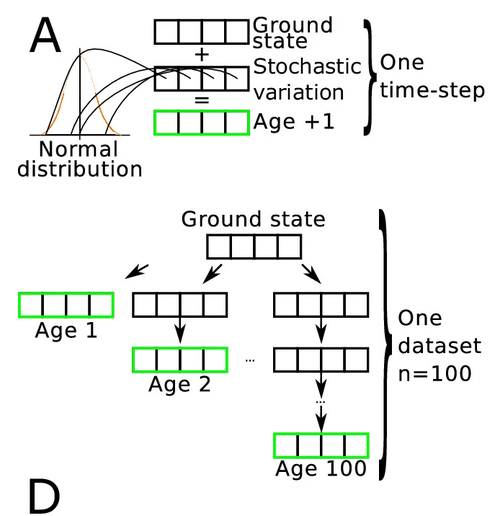 A
Ground
state
+
Stochastic
variation
=
Age +1
One
time-step
Normal
distribution
Ground state
Age 1
Age 2
...
...
Age 100
One
dataset
n=100
D